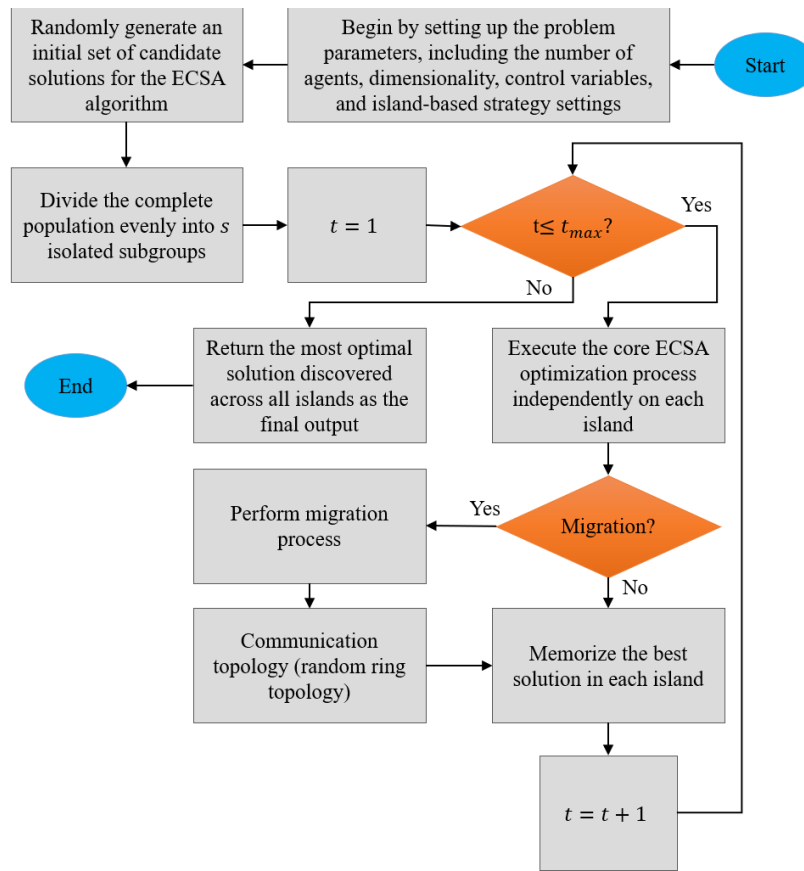 Start
Begin by setting up the problem
parameters, including the number of
agents, dimensionality, control variables,
and island-based strategy settings
Randomly generate an
initial set of candidate
solutions for the ECSA
algorithm
Divide the complete
population evenly into s
isolated subgroups
t = 1
t≤ t_max?
Yes
No
Return the most optimal
solution discovered
across all islands as the
final output
End
Execute the core ECSA
optimization process
independently on each
island
Migration?
Yes
Perform migration
process
Communication
topology (random ring
topology)
No
Memorize the best
solution in each island
t = t + 1